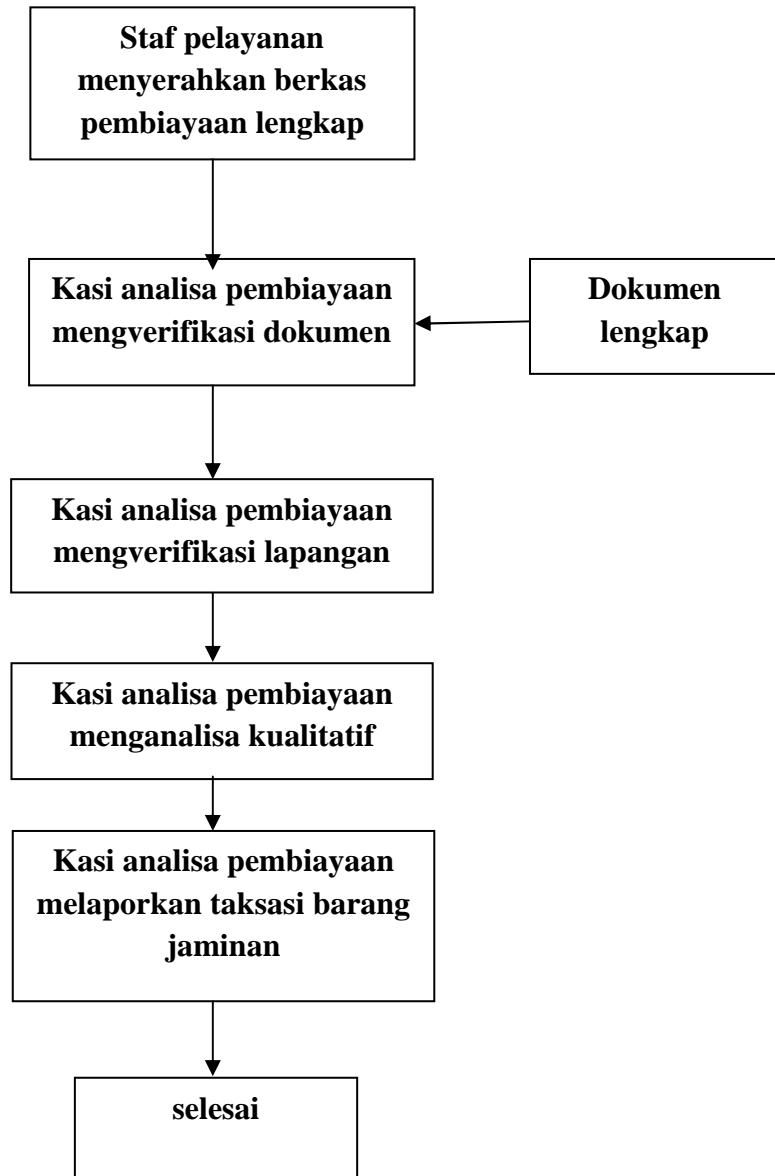 Staf pelayanan
menyerahkan berkas
pembiayaan lengkap
Kasi analisa pembiayaan
mengverifikasi dokumen
Dokumen
lengkap
Kasi analisa pembiayaan
mengverifikasi lapangan
Kasi analisa pembiayaan
menganalisa kualitatif
Kasi analisa pembiayaan
melaporkan taksasi barang
jaminan
selesai